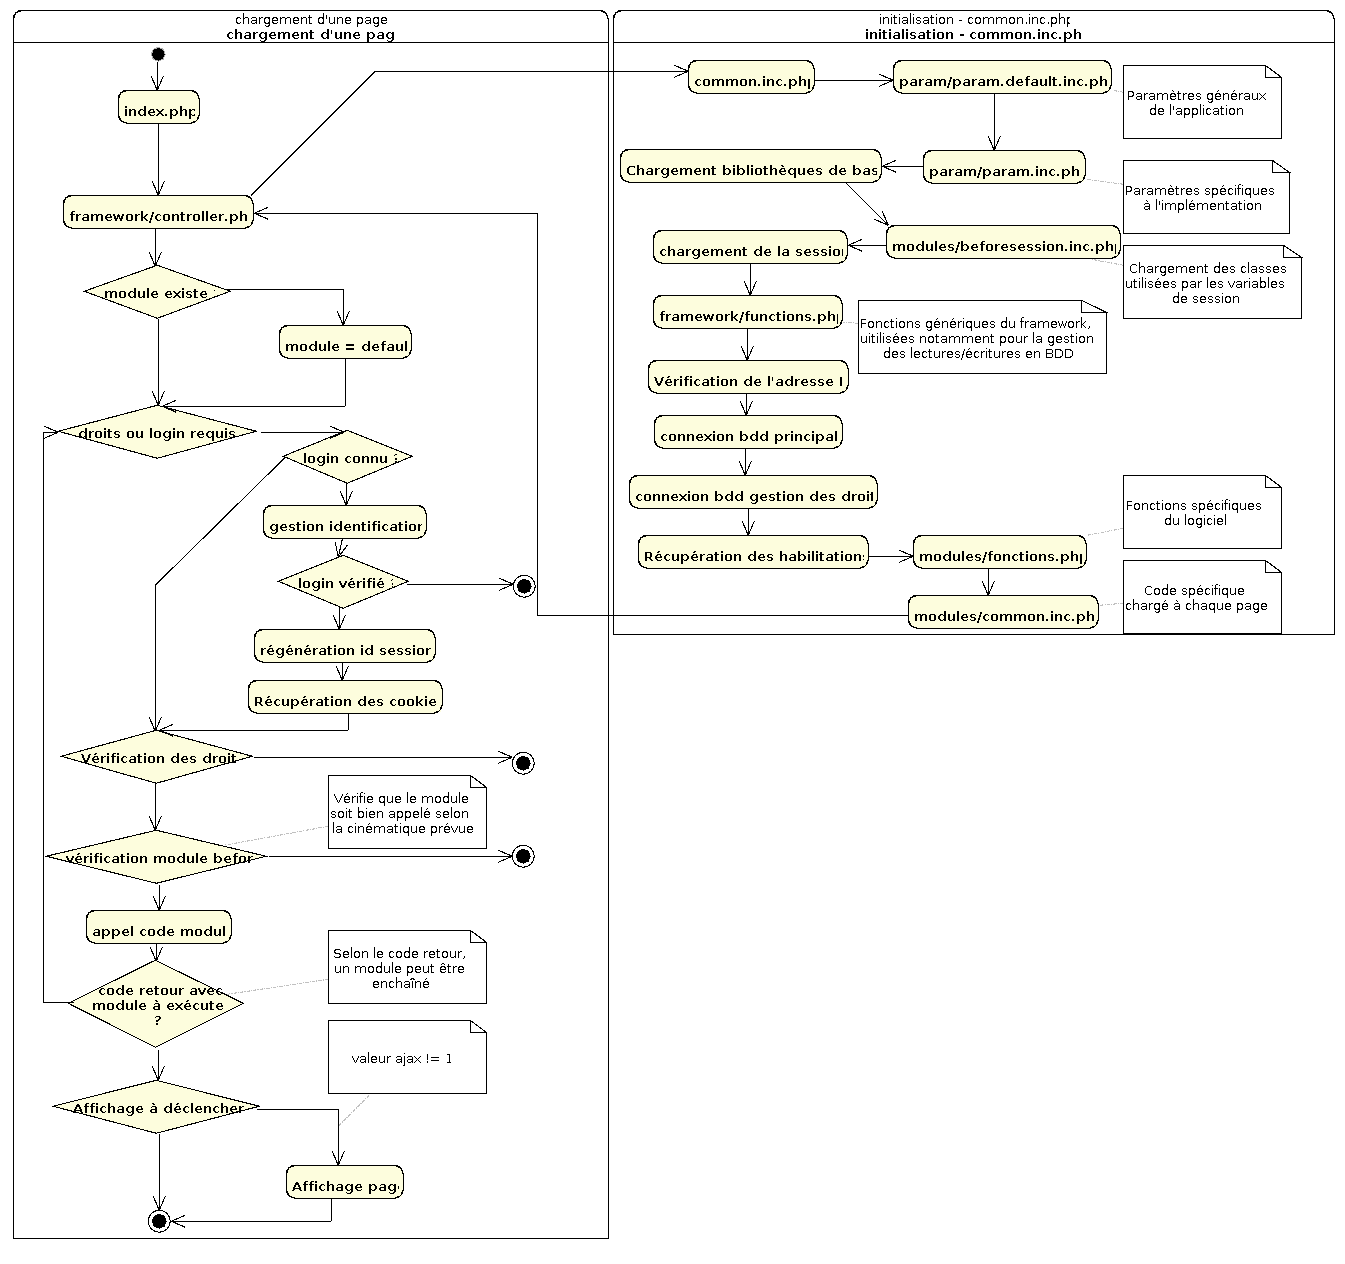 chargement d'une page
chargement d'une pag
index.php
framework/controller.ph
module existe
module = defaul
droits ou login requis
login connu ?
gestion identification
login vérifié ?
régénération id session
Récupération des cookie
Vérification des droit
Vérifie que le module
soit bien appelé selon
la cinématique prévue
vérification module befor
appel code modul
Selon le code retour,
un module peut être
enchaîné
code retour avec
module à exécute
?
valeur ajax != 1
Affichage à déclencher
Affichage page
initialisation - common.inc.php
initialisation - common.inc.ph
common.inc.php
param/param.default.inc.php
Paramètres généraux
de l'application
Chargement bibliothèques de bas
param/param.inc.ph
Paramètres spécifiques
à l'implémentation
chargement de la session
modules/beforesession.inc.php
Chargement des classes
utilisées par les variables
de session
framework/functions.php
Fonctions génériques du framework,
uitilisées notamment pour la gestion
des lectures/écritures en BDD
Vérification de l'adresse I
connexion bdd principal
connexion bdd gestion des droit
Fonctions spécifiques
du logiciel
Récupération des habilitations
modules/fonctions.php
Code spécifique
chargé à chaque page
modules/common.inc.ph